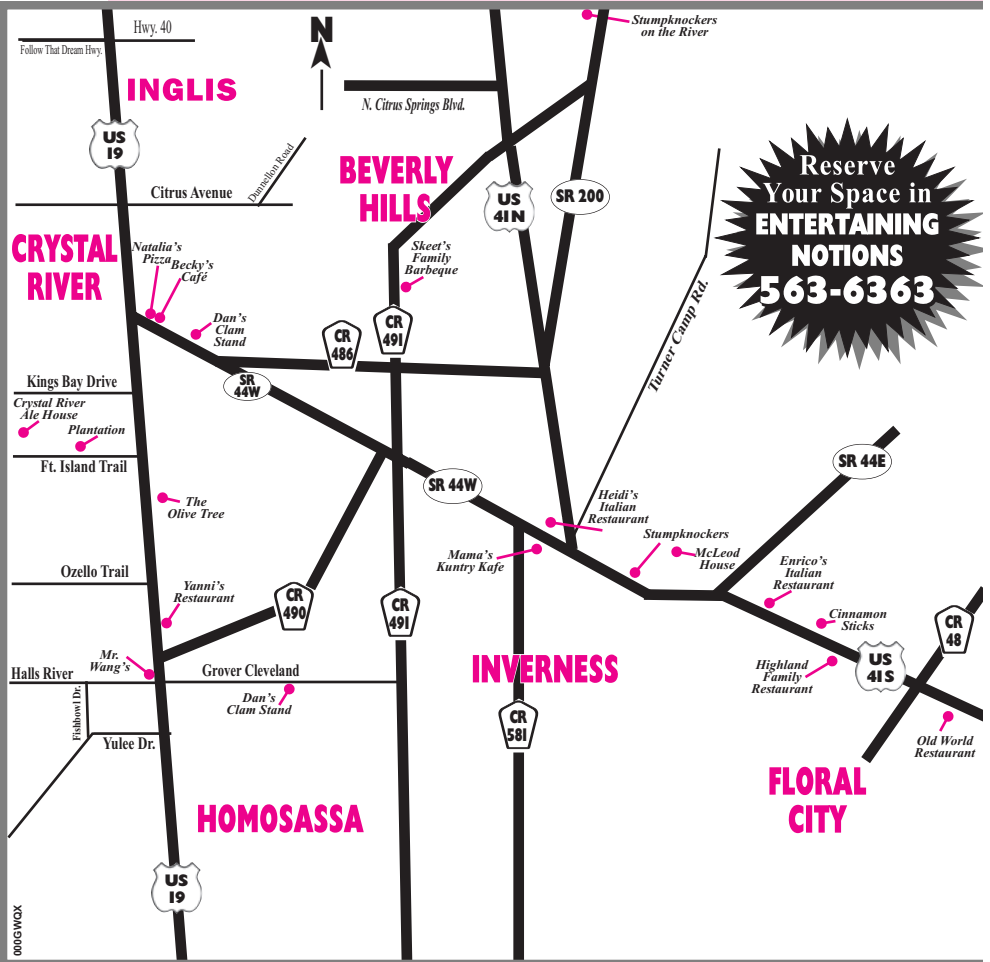 Hwy. 40
Follow That Dream Hwy.
N
Stumpknockers
on the River
INGLIS
N. Citrus Springs Blvd.
US
19
Dunnellon Road
Citrus Avenue
BEVERLY
HILLS
US
41N
SR 200
Reserve
Your Space in
ENTERTAINING
NOTIONS
563-6363
CRYSTAL
RIVER
Natalia's
Pizza
Becky's
Café
Skeet's
Family
Barbeque
Dan's
Clam
Stand
CR
486
CR
491
Turner Camp Rd.
SR
44W
Kings Bay Drive
Crystal River
Ale House
Plantation
Ft. Island Trail
SR 44W
SR 44E
The
Olive Tree
Heidi's
Italian
Restaurant
Stumpknockers
McLeod
House
Mama's
Kuntry Kafe
Enrico's
Italian
Restaurant
Ozello Trail
Yanni's
Restaurant
CR
490
CR
491
Cinnamon
Sticks
CR
48
Mr.
Wang's
Halls River
Grover Cleveland
INVERNESS
Highland
Family
Restaurant
US
41S
Fishbowl Dr.
Dan's
Clam Stand
CR
581
Yulee Dr.
Old World
Restaurant
HOMOSASSA
FLORAL
CITY
US
19
000GWQX